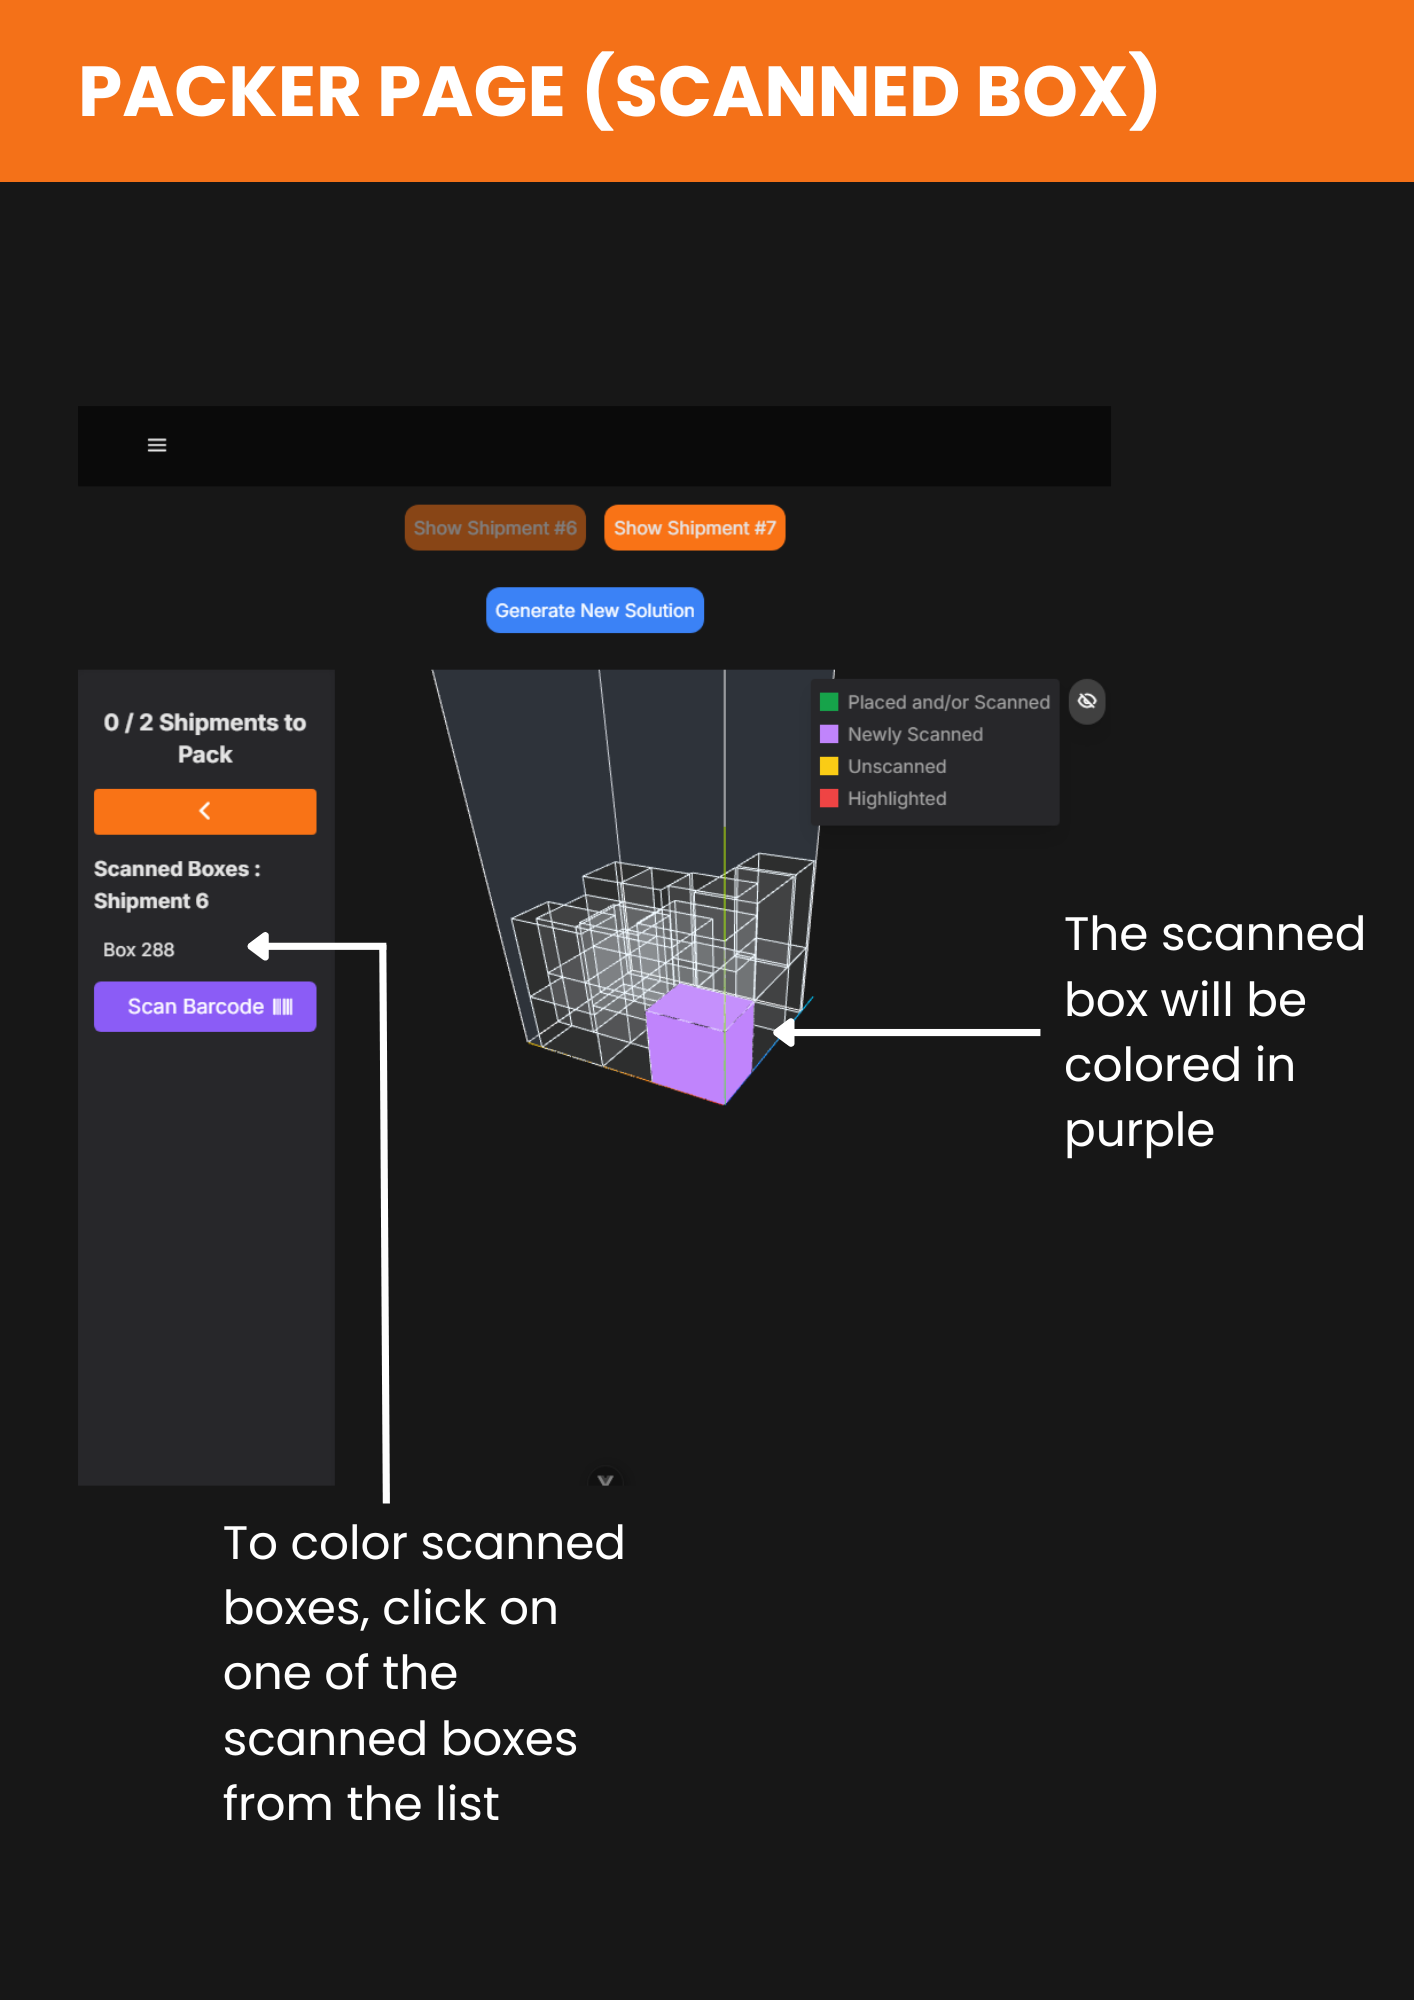 PACKER PAGE (SCANNED BOX)
Show Shipment #6
Show Shipment #7
Generate New Solution
0 / 2 Shipments to
Pack
Scanned Boxes :
Shipment 6
Box 288
Scan Barcode
Placed and/or Scanned
Newly Scanned
Unscanned
Highlighted
The scanned
box will be
colored in
purple
To color scanned
boxes, click on
one of the
scanned boxes
from the list